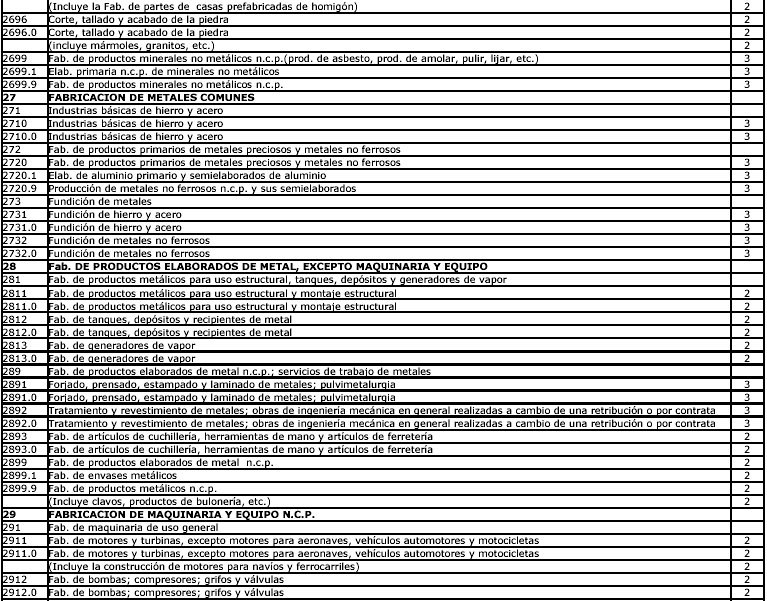 (Incluye la Fab. de partes de casas prefabricadas de homigón) 2
2696 Corte, tallado y acabado de la piedra 2
2696.0 Corte, tallado y acabado de la piedra 2
(incluye mármoles, granitos, etc.) 2
2699 Fab. de productos minerales no metálicos n.c.p.(prod. de asbesto, prod. de amolar, pulir, lijar, etc.) 3
2699.1 Elab. primaria n.c.p. de minerales no metálicos 3
2699.9 Fab. de productos minerales no metálicos n.c.p. 3
27 FABRICACION DE METALES COMUNES
271 Industrias básicas de hierro y acero
2710 Industrias básicas de hierro y acero 3
2710.0 Industrias básicas de hierro y acero 3
272 Fab. de productos primarios de metales preciosos y metales no ferrosos
2720 Fab. de productos primarios de metales preciosos y metales no ferrosos 3
2720.1 Elab. de aluminio primario y semielaborados de aluminio 3
2720.9 Producción de metales no ferrosos n.c.p. y sus semielaborados 3
273 Fundición de metales
2731 Fundición de hierro y acero 3
2731.0 Fundición de hierro y acero 3
2732 Fundición de metales no ferrosos 3
2732.0 Fundición de metales no ferrosos 3
28 Fab. DE PRODUCTOS ELABORADOS DE METAL, EXCEPTO MAQUINARIA Y EQUIPO
281 Fab. de productos metálicos para uso estructural, tanques, depósitos y generadores de vapor
2811 Fab. de productos metálicos para uso estructural y montaje estructural 2
2811.0 Fab. de productos metálicos para uso estructural y montaje estructural 2
2812 Fab. de tanques, depósitos y recipientes de metal 2
2812.0 Fab. de tanques, depósitos y recipientes de metal 2
2813 Fab. de generadores de vapor 2
2813.0 Fab. de generadores de vapor 2
289 Fab. de productos elaborados de metal n.c.p.; servicios de trabajo de metales
2891 Forjado, prensado, estampado y laminado de metales; pulvimetalurgia 3
2891.0 Forjado, prensado, estampado y laminado de metales; pulvimetalurgia 3
2892 Tratamiento y revestimiento de metales; obras de ingeniería mecánica en general realizadas a cambio de una retribución o por contrata 3
2892.0 Tratamiento y revestimiento de metales; obras de ingeniería mecánica en general realizadas a cambio de una retribución o por contrata 3
2893 Fab. de artículos de cuchillería, herramientas de mano y artículos de ferretería 2
2893.0 Fab. de artículos de cuchillería, herramientas de mano y artículos de ferretería 2
2899 Fab. de productos elaborados de metal n.c.p. 2
2899.1 Fab. de envases metálicos 2
2899.9 Fab. de productos metálicos n.c.p. 2
(Incluye clavos, productos de bulonería, etc.) 2
29 FABRICACION DE MAQUINARIA Y EQUIPO N.C.P.
291 Fab. de maquinaria de uso general
2911 Fab. de motores y turbinas, excepto motores para aeronaves, vehículos automotores y motocicletas 2
2911.0 Fab. de motores y turbinas, excepto motores para aeronaves, vehículos automotores y motocicletas 2
(Incluye la construcción de motores para navíos y ferrocarriles) 2
2912 Fab. de bombas; compresores; grifos y válvulas 2
2912.0 Fab. de bombas; compresores; grifos y válvulas 2